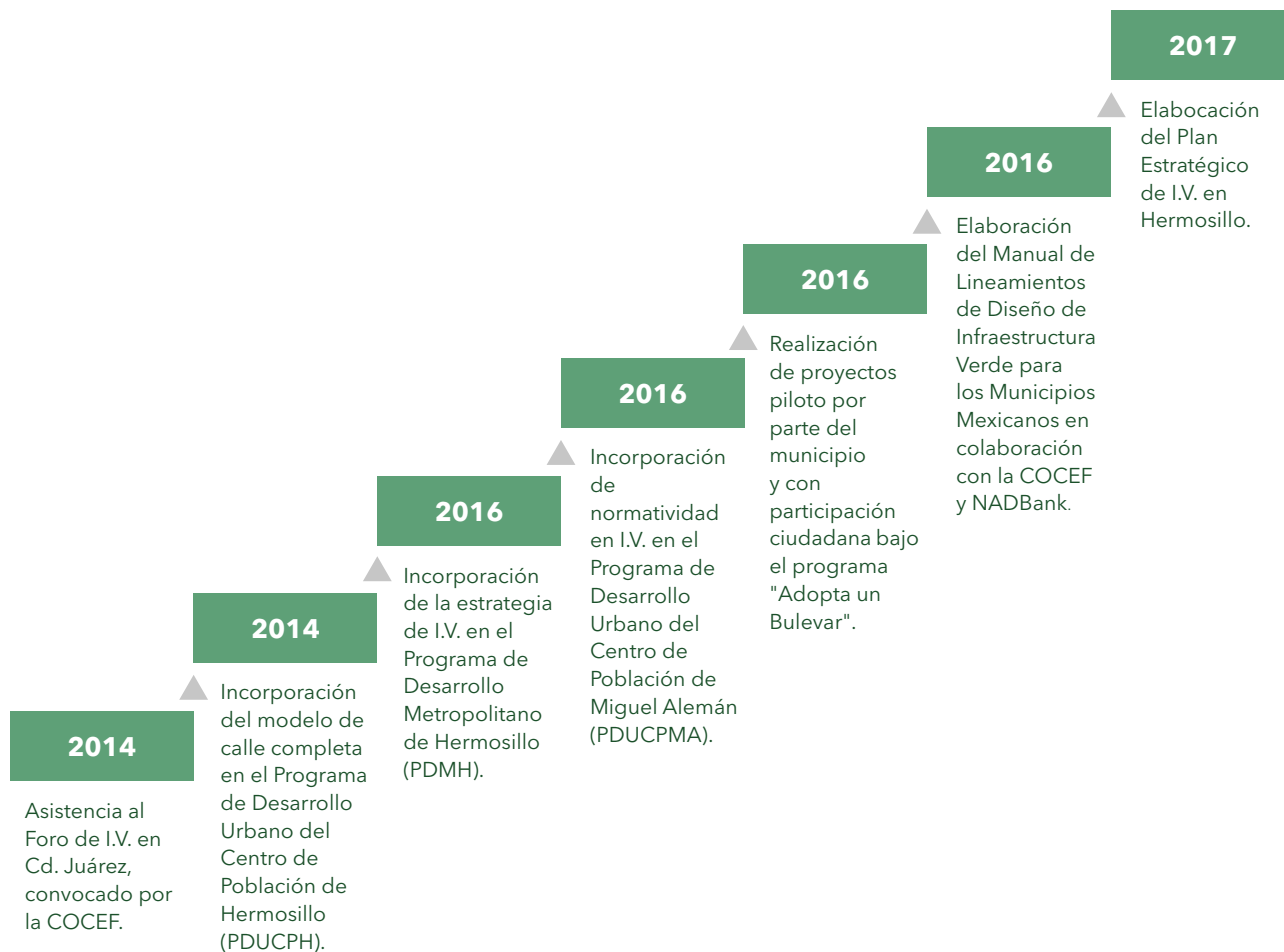 2014
Asistencia al
Foro de I.V. en
Cd. Juárez,
convocado por
la COCEF.
2014
Incorporación
del modelo de
calle completa
en el Programa
de Desarrollo
Urbano del
Centro de
Población de
Hermosillo
(PDUCPH).
2016
Incorporación
de la estrategia
de I.V. en el
Programa de
Desarrollo
Metropolitano
de Hermosillo
(PDMH).
2016
Incorporación
de
normatividad
en I.V. en el
Programa de
Desarrollo
Urbano del
Centro de
Población de
Miguel Alemán
(PDUCPMA).
2016
Realización
de proyectos
piloto por
parte del
municipio
y con
participación
ciudadana bajo
el programa
"Adopta un
Bulevar".
2016
Elaboración
del Manual de
Lineamientos
de Diseño de
Infraestructura
Verde para
los Municipios
Mexicanos en
colaboración
con la COCEF
y NADBank.
2017
Elabocación
del Plan
Estratégico
de I.V. en
Hermosillo.